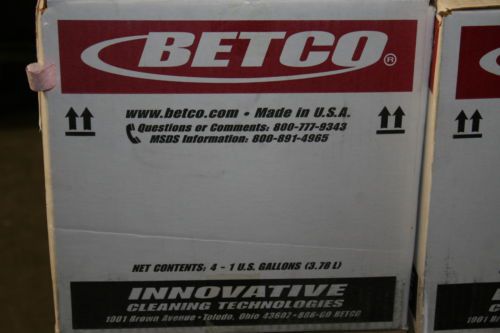 BETCO®
www.betco.com • Made in U.S.A.
Questions or Comments: 800-777-9343
MSDS Information: 800-891-4965
NET CONTENTS: 4 - 1 U.S. GALLONS (3.78 L)
INNOVATIVE
CLEANING TECHNOLOGIES
1001 Brown Avenue • Toledo, Ohio 43607 • 888-GO BETCO
1001